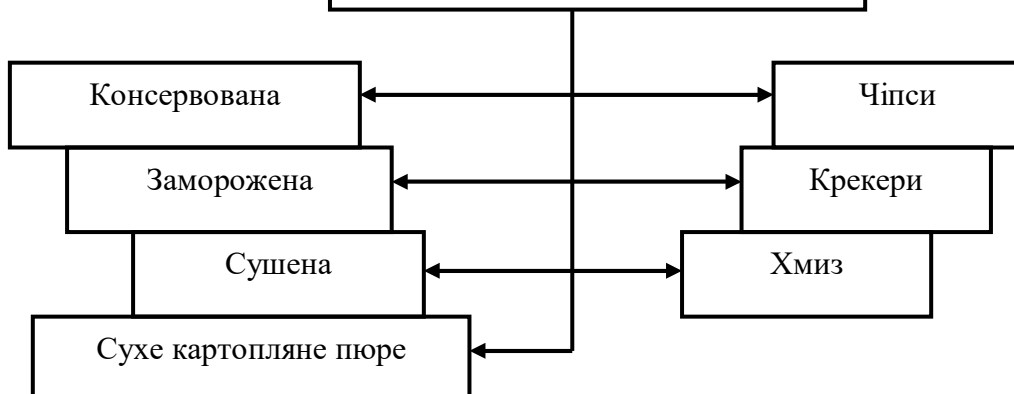 Консервована
Чіпси
Заморожена
Крекери
Сушена
Хмиз
Сухе картопляне пюре